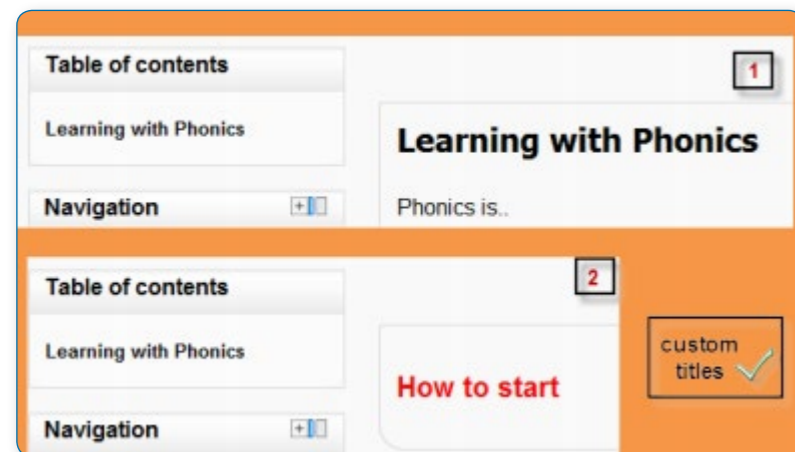 Table of contents
1
Learning with Phonics
Learning with Phonics
Navigation
Phonics is..
Table of contents
2
Learning with Phonics
custom
titles
How to start
Navigation